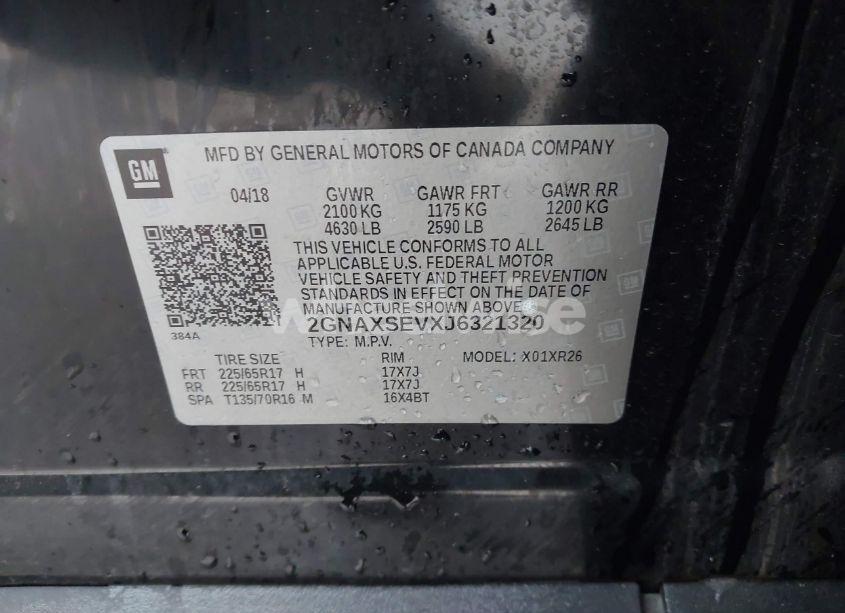 GM
MFD BY GENERAL MOTORS OF CANADA COMPANY
04/18 GVWR GAWR FRT GAWR RR
2100 KG 1175 KG 1200 KG
4630 LB 2590 LB 2645 LB
THIS VEHICLE CONFORMS TO ALL
APPLICABLE U.S. FEDERAL MOTOR
VEHICLE SAFETY AND THEFT PREVENTION
STANDARDS IN EFFECT ON THE DATE OF
MANUFACTURE SHOWN ABOVE.
384A
2GNAXSEVXJ6321320
TYPE: M.P.V.
TIRE SIZE RIM MODEL: X01XR26
FRT 225/65R17 H 17X7J
RR 225/65R17 H 17X7J
SPA T135/70R16 M 16X4BT